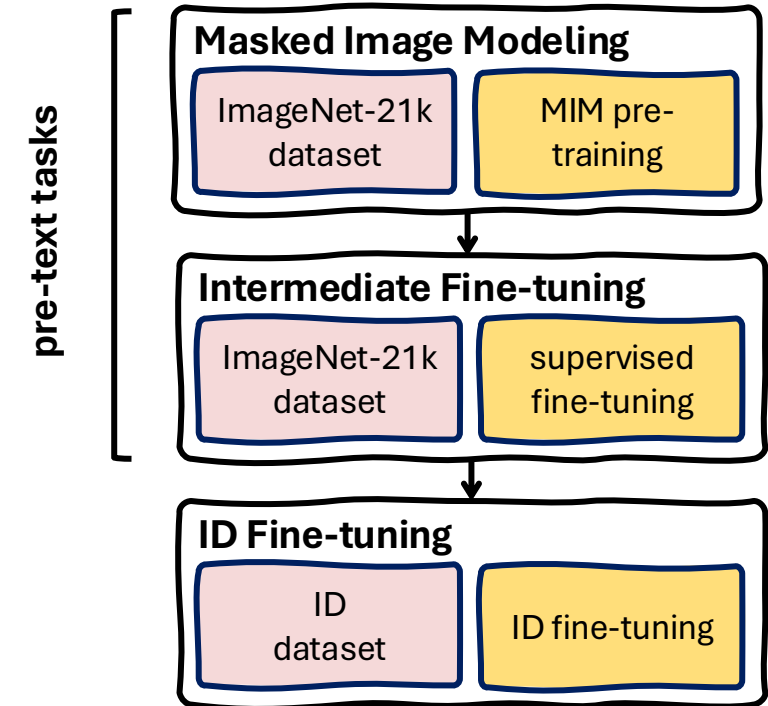 pre-text tasks
Masked Image Modeling
ImageNet-21k
dataset
MIM pre-
training
Intermediate Fine-tuning
ImageNet-21k
dataset
supervised
fine-tuning
ID Fine-tuning
ID
dataset
ID fine-tuning